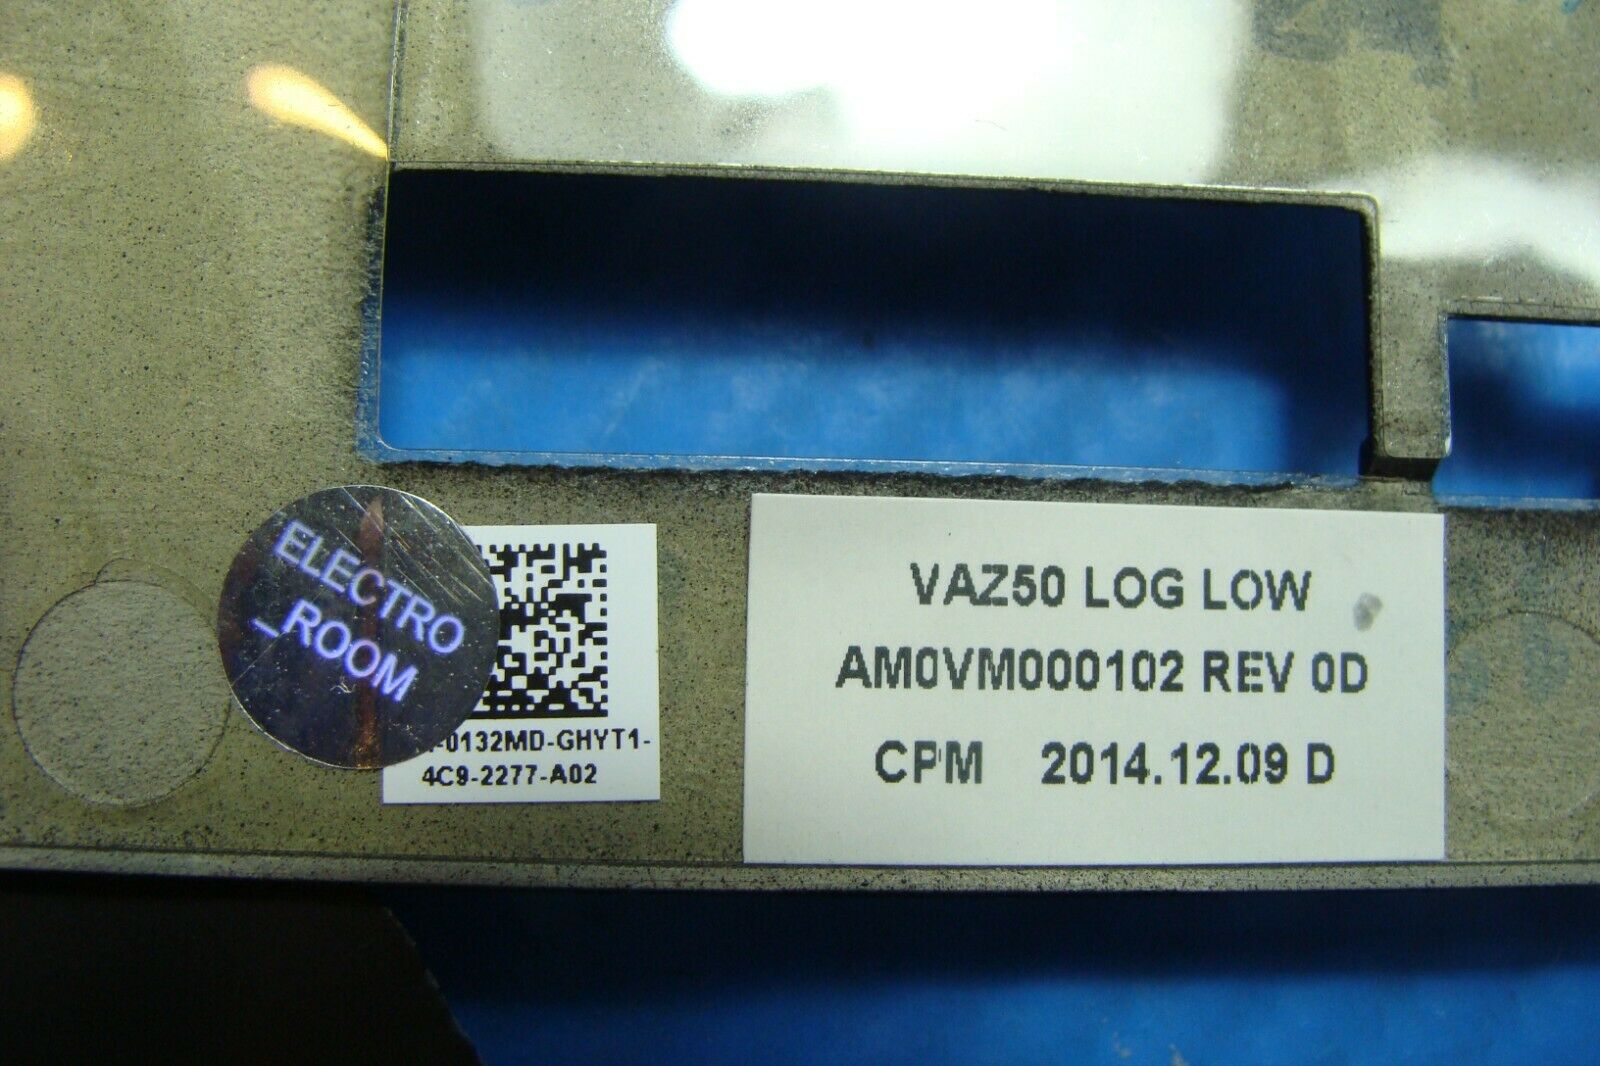 ELECTRO
_ROOM
-0132MD-GHYT1-
4C9-2277-A02
VAZ50 LOG LOW
AM0VM000102 REV 0D
CPM 2014.12.09 D